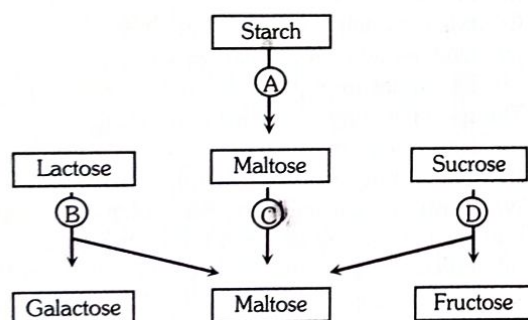 Starch
A
Lactose
Maltose
Sucrose
B
C
D
Galactose
Maltose
Fructose